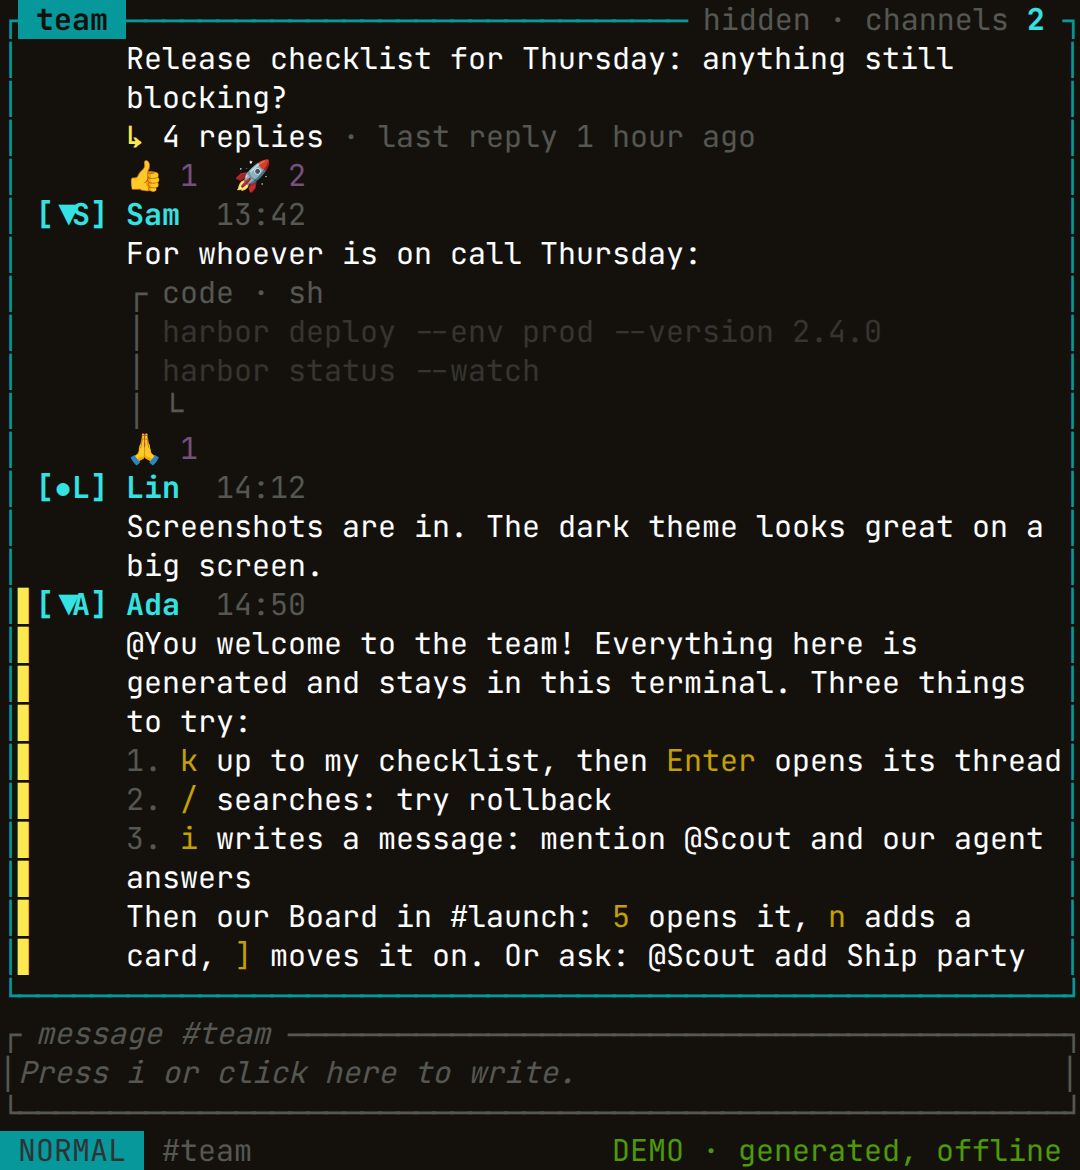 team hidden · channels 2
Release checklist for Thursday: anything still
blocking?
↳ 4 replies · last reply 1 hour ago
👍 1 🚀 2
[▼S] Sam 13:42
For whoever is on call Thursday:
code · sh
harbor deploy --env prod --version 2.4.0
harbor status --watch
🙏 1
[●L] Lin 14:12
Screenshots are in. The dark theme looks great on a
big screen.
[▼A] Ada 14:50
@You welcome to the team! Everything here is
generated and stays in this terminal. Three things
to try:
1. k up to my checklist, then Enter opens its thread
2. / searches: try rollback
3. i writes a message: mention @Scout and our agent
answers
Then our Board in #launch: 5 opens it, n adds a
card, ] moves it on. Or ask: @Scout add Ship party
message #team
Press i or click here to write.
NORMAL #team DEMO · generated, offline